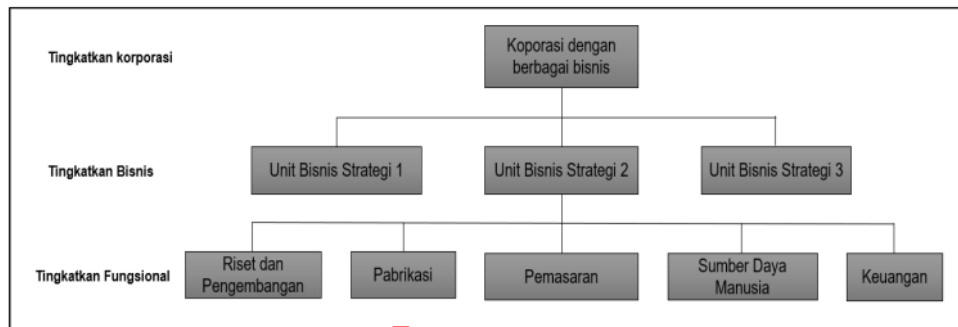 Tingkatkan korporasi
Koporasi dengan
berbagai bisnis
Tingkatkan Bisnis
Unit Bisnis Strategi 1
Unit Bisnis Strategi 2
Unit Bisnis Strategi 3
Tingkatkan Fungsional
Riset dan
Pengembangan
Pabrikasi
Pemasaran
Sumber Daya
Manusia
Keuangan